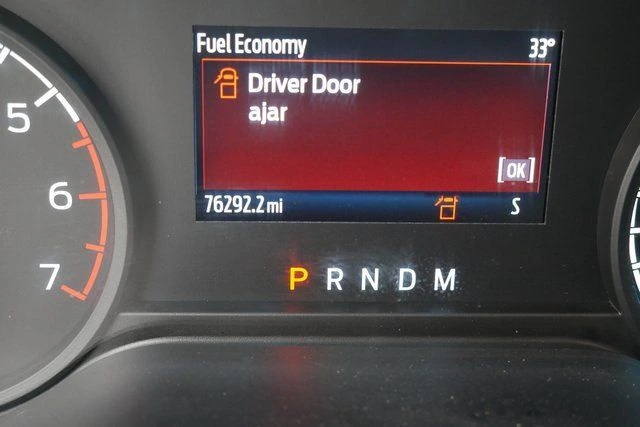 Fuel Economy 33°
Driver Door
ajar
[OK]
76292.2 mi S
5
6
7
P R N D M